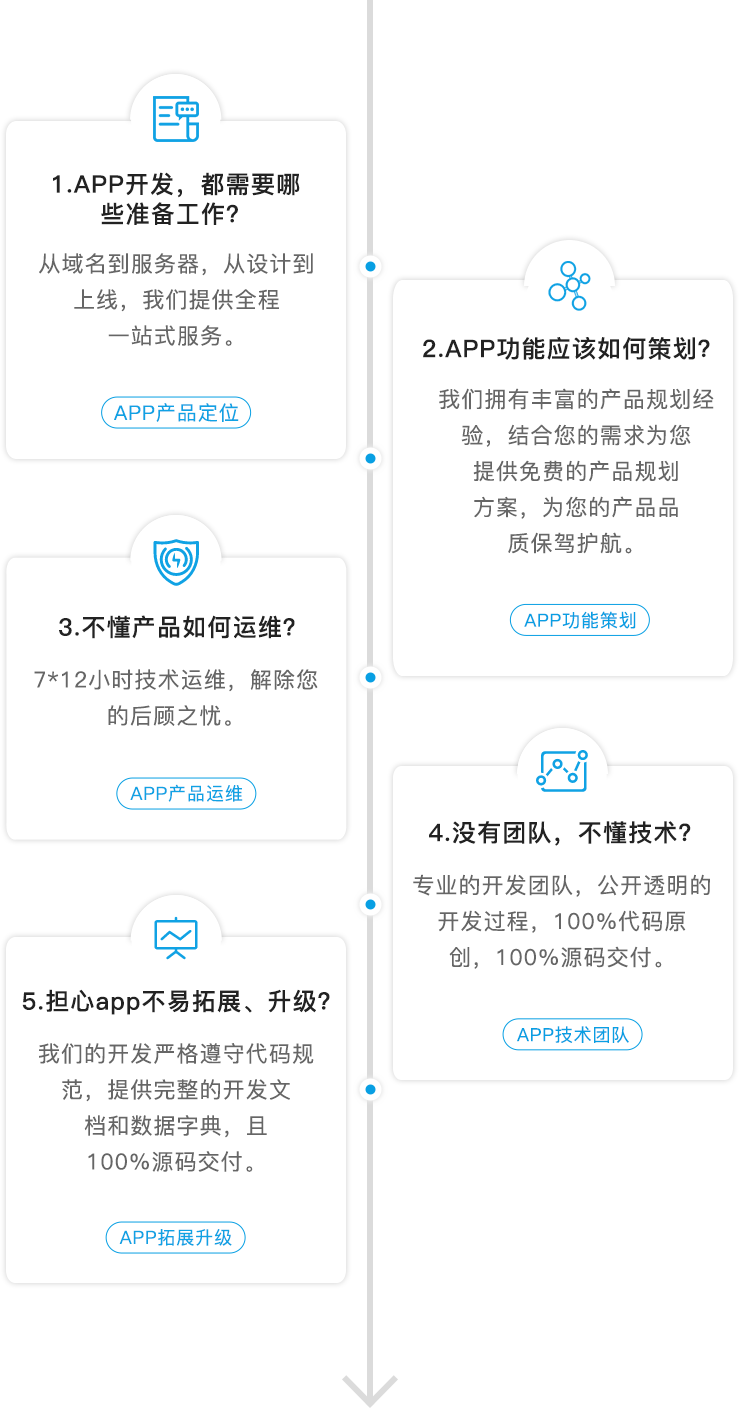 1.APP开发，都需要哪
些准备工作?
从域名到服务器，从设计到
上线，我们提供全程
一站式服务。
APP产品定位
2.APP功能应该如何策划?
我们拥有丰富的产品规划经
验，结合您的需求为您
提供免费的产品规划
方案，为您的产品品
质保驾护航。
APP功能策划
3.不懂产品如何运维?
7*12小时技术运维，解除您
的后顾之忧。
APP产品运维
4.没有团队，不懂技术?
专业的开发团队，公开透明的
开发过程，100%代码原
创，100%源码交付。
APP技术团队
5.担心app不易拓展、升级?
我们的开发严格遵守代码规
范，提供完整的开发文
档和数据字典，且
100%源码交付。
APP拓展升级